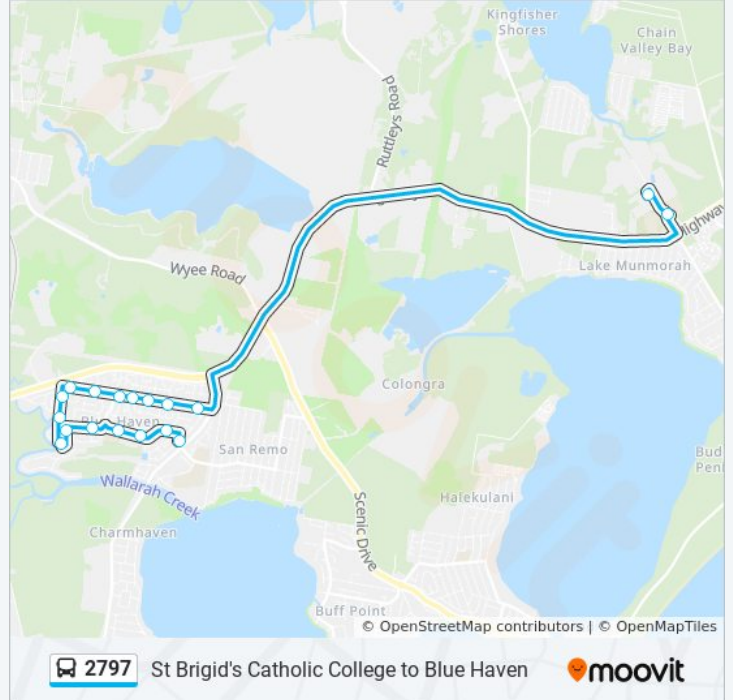 Kingfisher
Shores
Chain
Valley Bay
Ruttleys Road
Wyee Road
Lake Munmorah
Colongra
San Remo
Wallarah Creek
Halekulani
Charmhaven
Scenic Drive
Buff Point
© OpenStreetMap contributors | © OpenMapTiles
2797 St Brigid's Catholic College to Blue Haven
moovit